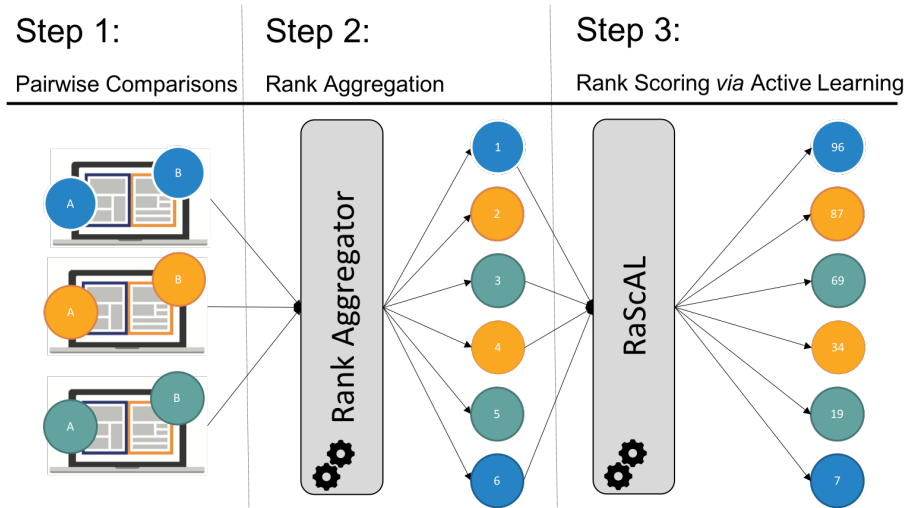 Step 1:
Step 2:
Step 3:
Pairwise Comparisons
Rank Aggregation
Rank Scoring via Active Learning
A
B
A
B
A
B
Rank Aggregator
1
2
3
4
5
6
RaScAL
96
87
69
34
19
7